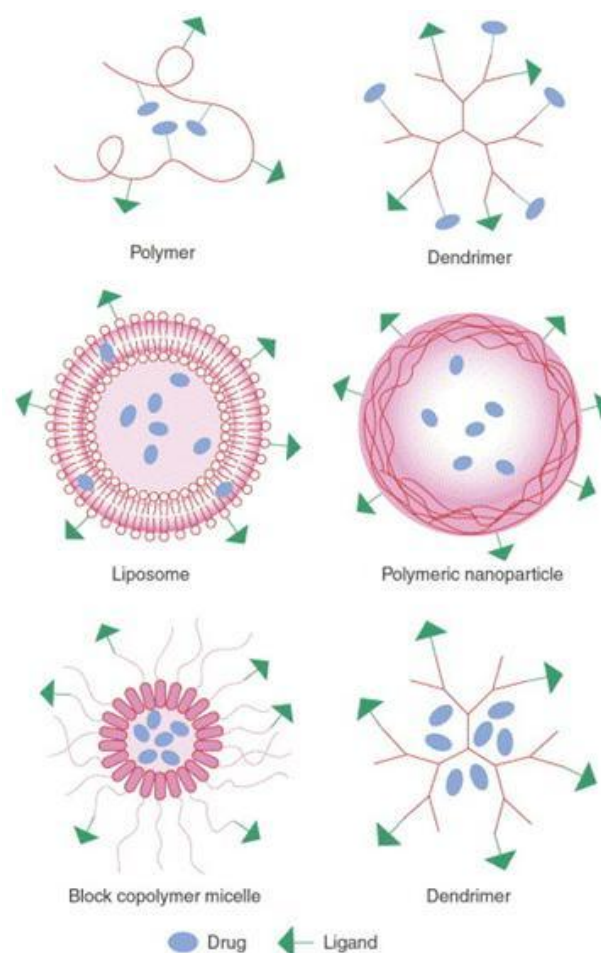 Polymer
Dendrimer
Liposome
Polymeric nanoparticle
Block copolymer micelle
Dendrimer
Drug
Ligand